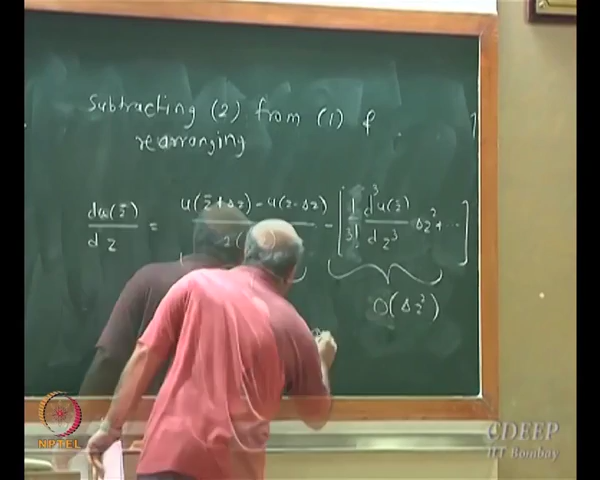 Subtracting (2) from (1) &
rearranging
du(z̄)/dz = u(z̄+Δz) - u(z̄-Δz)/2( - [1/3! d³u(z̄)/dz³ Δz² + ...]
O(Δz²)
NPTEL
CDEEP
IIT Bombay